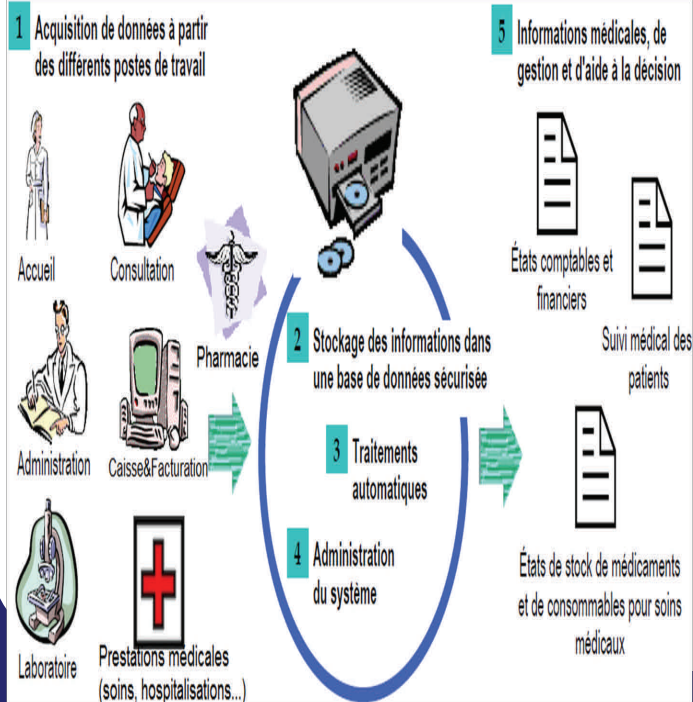 1 Acquisition de données à partir
des différents postes de travail
Accueil
Consultation
Pharmacie
Administration
Caisse&Facturation
Laboratoire
Prestations médicales
(soins, hospitalisations...)
2 Stockage des informations dans
une base de données sécurisée
3 Traitements
automatiques
4 Administration
du système
5 Informations médicales, de
gestion et d'aide à la décision
États comptables et
financiers
Suivi médical des
patients
États de stock de médicaments
et de consommables pour soins
médicaux